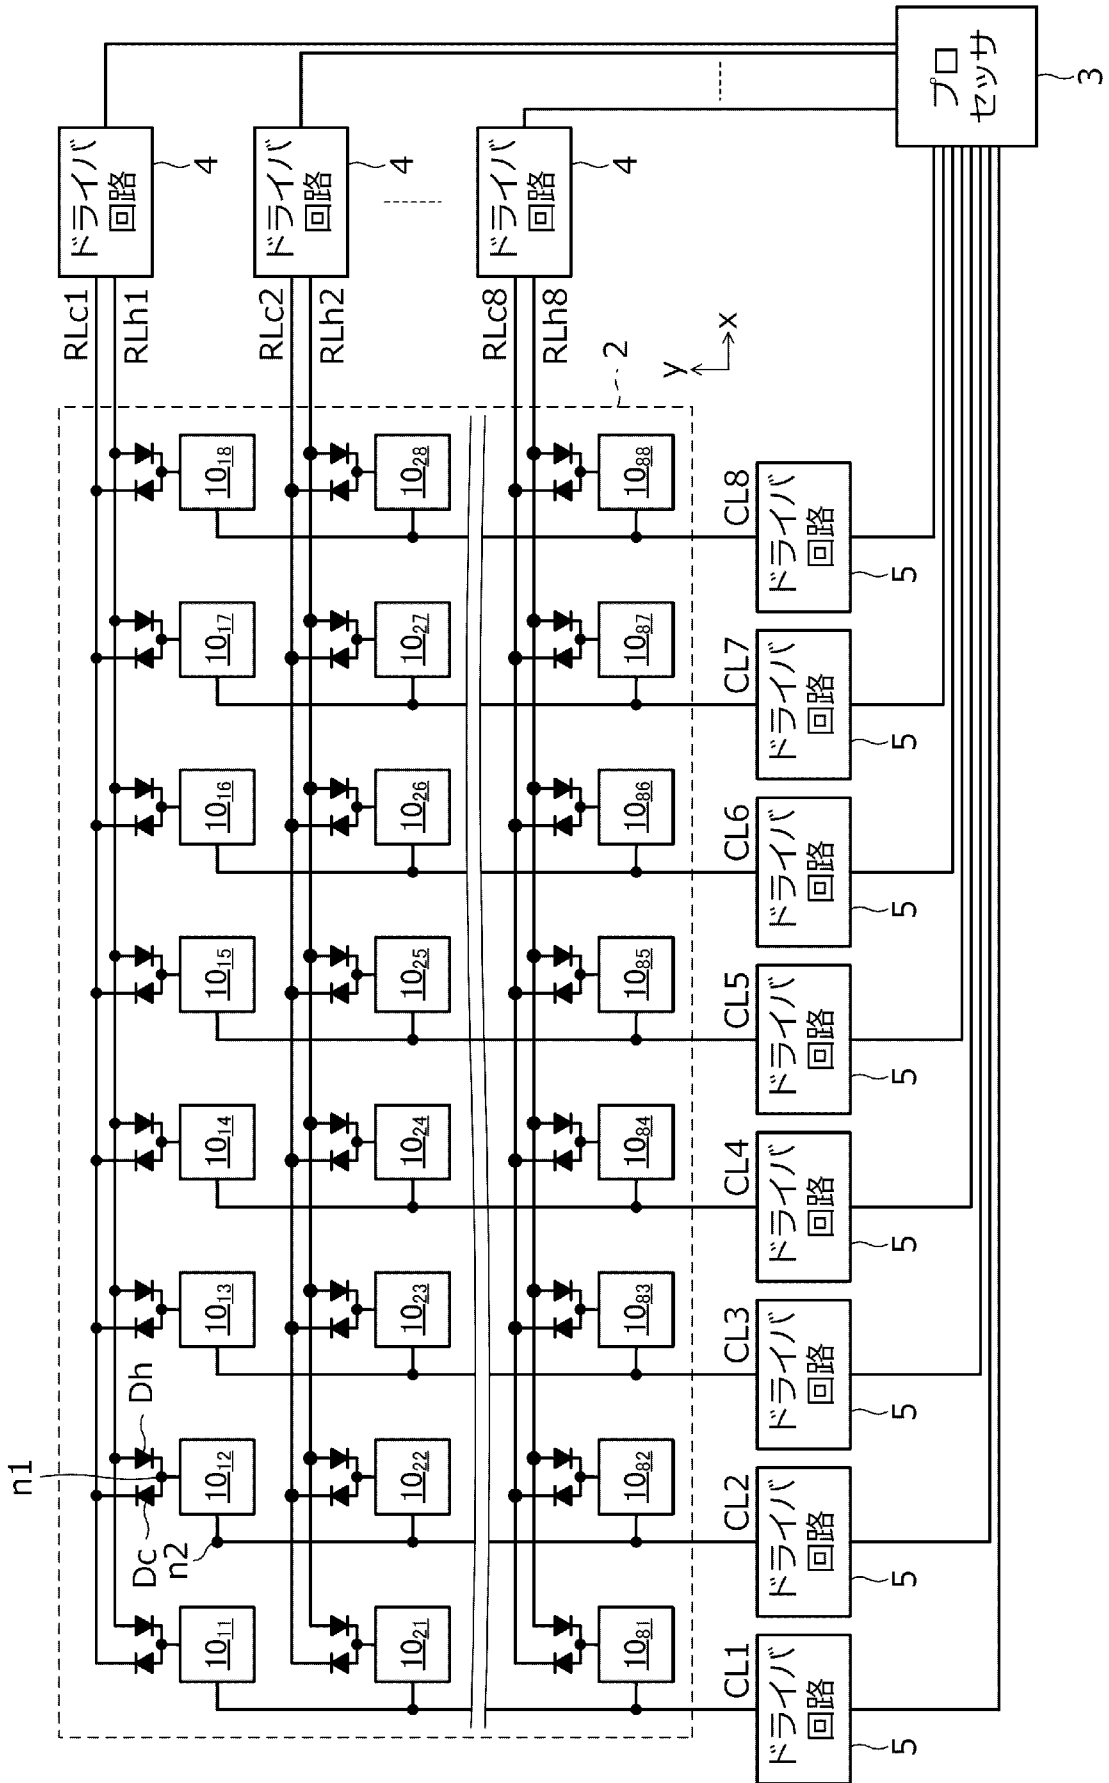 n1
Dc
n2
Dh
RLc1
RLh1
ドライバ
回路
4
10₁₁
10₁₂
10₁₃
10₁₄
10₁₅
10₁₆
10₁₇
10₁₈
RLc2
RLh2
ドライバ
回路
4
10₂₁
10₂₂
10₂₃
10₂₄
10₂₅
10₂₆
10₂₇
10₂₈
RLc8
RLh8
ドライバ
回路
4
10₈₁
10₈₂
10₈₃
10₈₄
10₈₅
10₈₆
10₈₇
10₈₈
2
y
x
CL1
ドライバ
回路
5
CL2
ドライバ
回路
5
CL3
ドライバ
回路
5
CL4
ドライバ
回路
5
CL5
ドライバ
回路
5
CL6
ドライバ
回路
5
CL7
ドライバ
回路
5
CL8
ドライバ
回路
5
プロ
セッサ
3